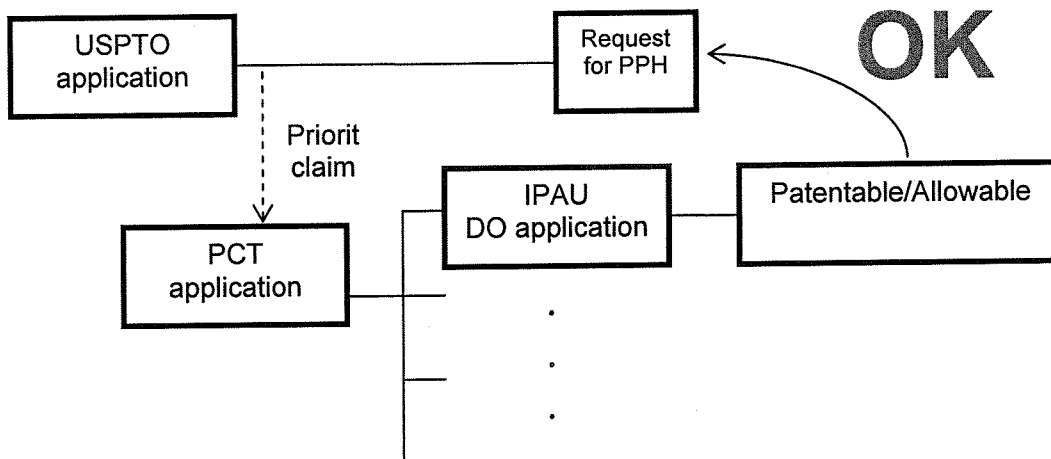 USPTO
application
Request
for PPH
OK
Priorit
claim
IPAU
DO application
Patentable/Allowable
PCT
application